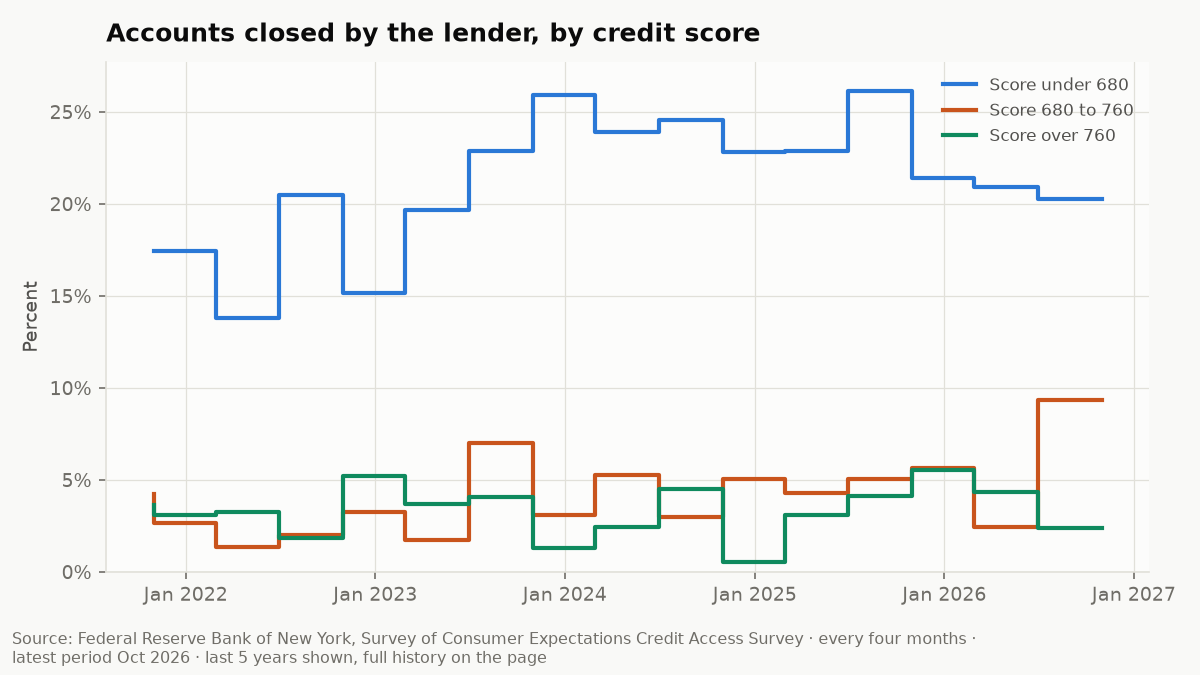 Accounts closed by the lender, by credit score
Score under 680
Score 680 to 760
Score over 760
Percent
25%
20%
15%
10%
5%
0%
Jan 2022
Jan 2023
Jan 2024
Jan 2025
Jan 2026
Jan 2027
Source: Federal Reserve Bank of New York, Survey of Consumer Expectations Credit Access Survey · every four months ·
latest period Oct 2026 · last 5 years shown, full history on the page